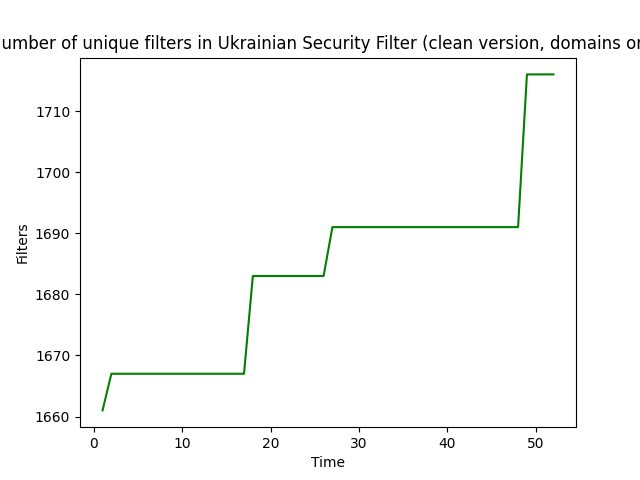 umber of unique filters in Ukrainian Security Filter (clean version, domains or
1710
1700
1690
1680
1670
1660
Filters
0 10 20 30 40 50
Time